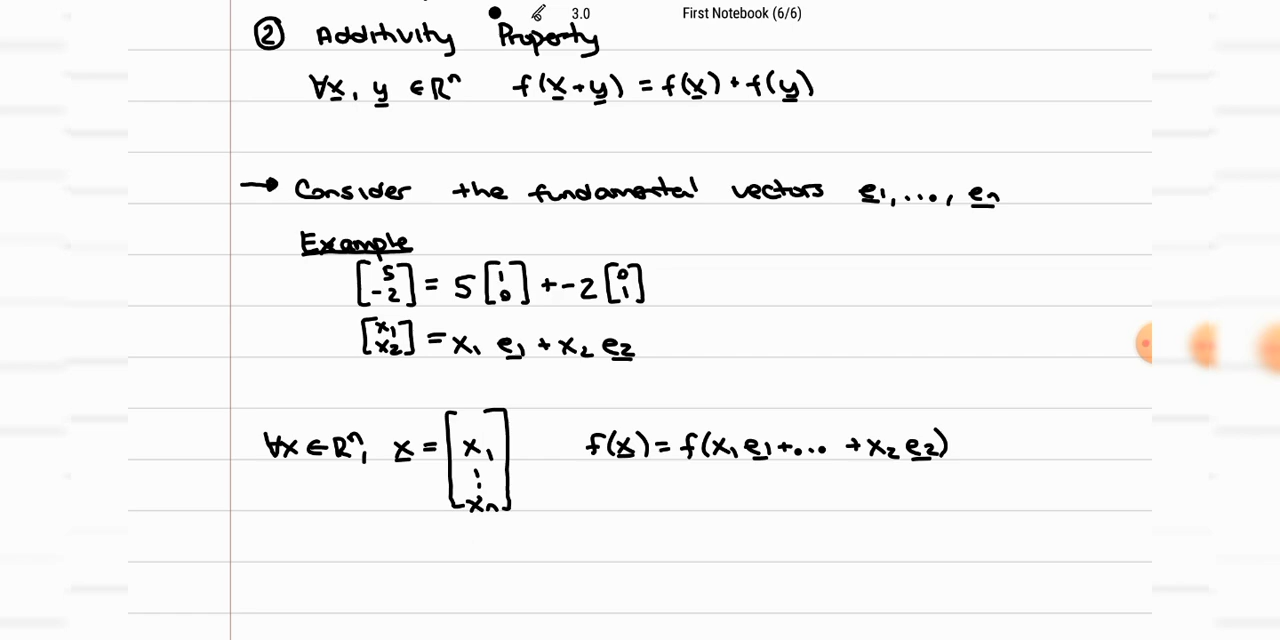 3.0 First Notebook (6/6)
② Additivity Property
∀x, y ∈ Rⁿ f(x+y) = f(x) + f(y)
→ Consider the fundamental vectors e1, ..., en
Example
[5 -2] = 5 [1 0] + -2 [0 1]
[x1 x2] = x1 e1 + x2 e2
∀x ∈ Rⁿ, x = [x1 ⋮ xn] f(x) = f(x1 e1 + ... + x2 e2)